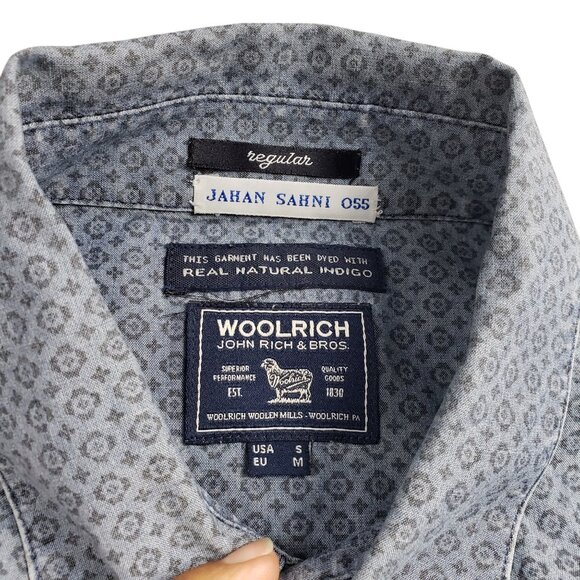 regular
JAHAN SAHNI 055
THIS GARMENT HAS BEEN DYED WITH
REAL NATURAL INDIGO
WOOLRICH
JOHN RICH & BROS.
SUPERIOR PERFORMANCE
QUALITY GOODS
Woolrich
EST. 1830
WOOLRICH WOOLEN MILLS - WOOLRICH PA
USA S
EU M